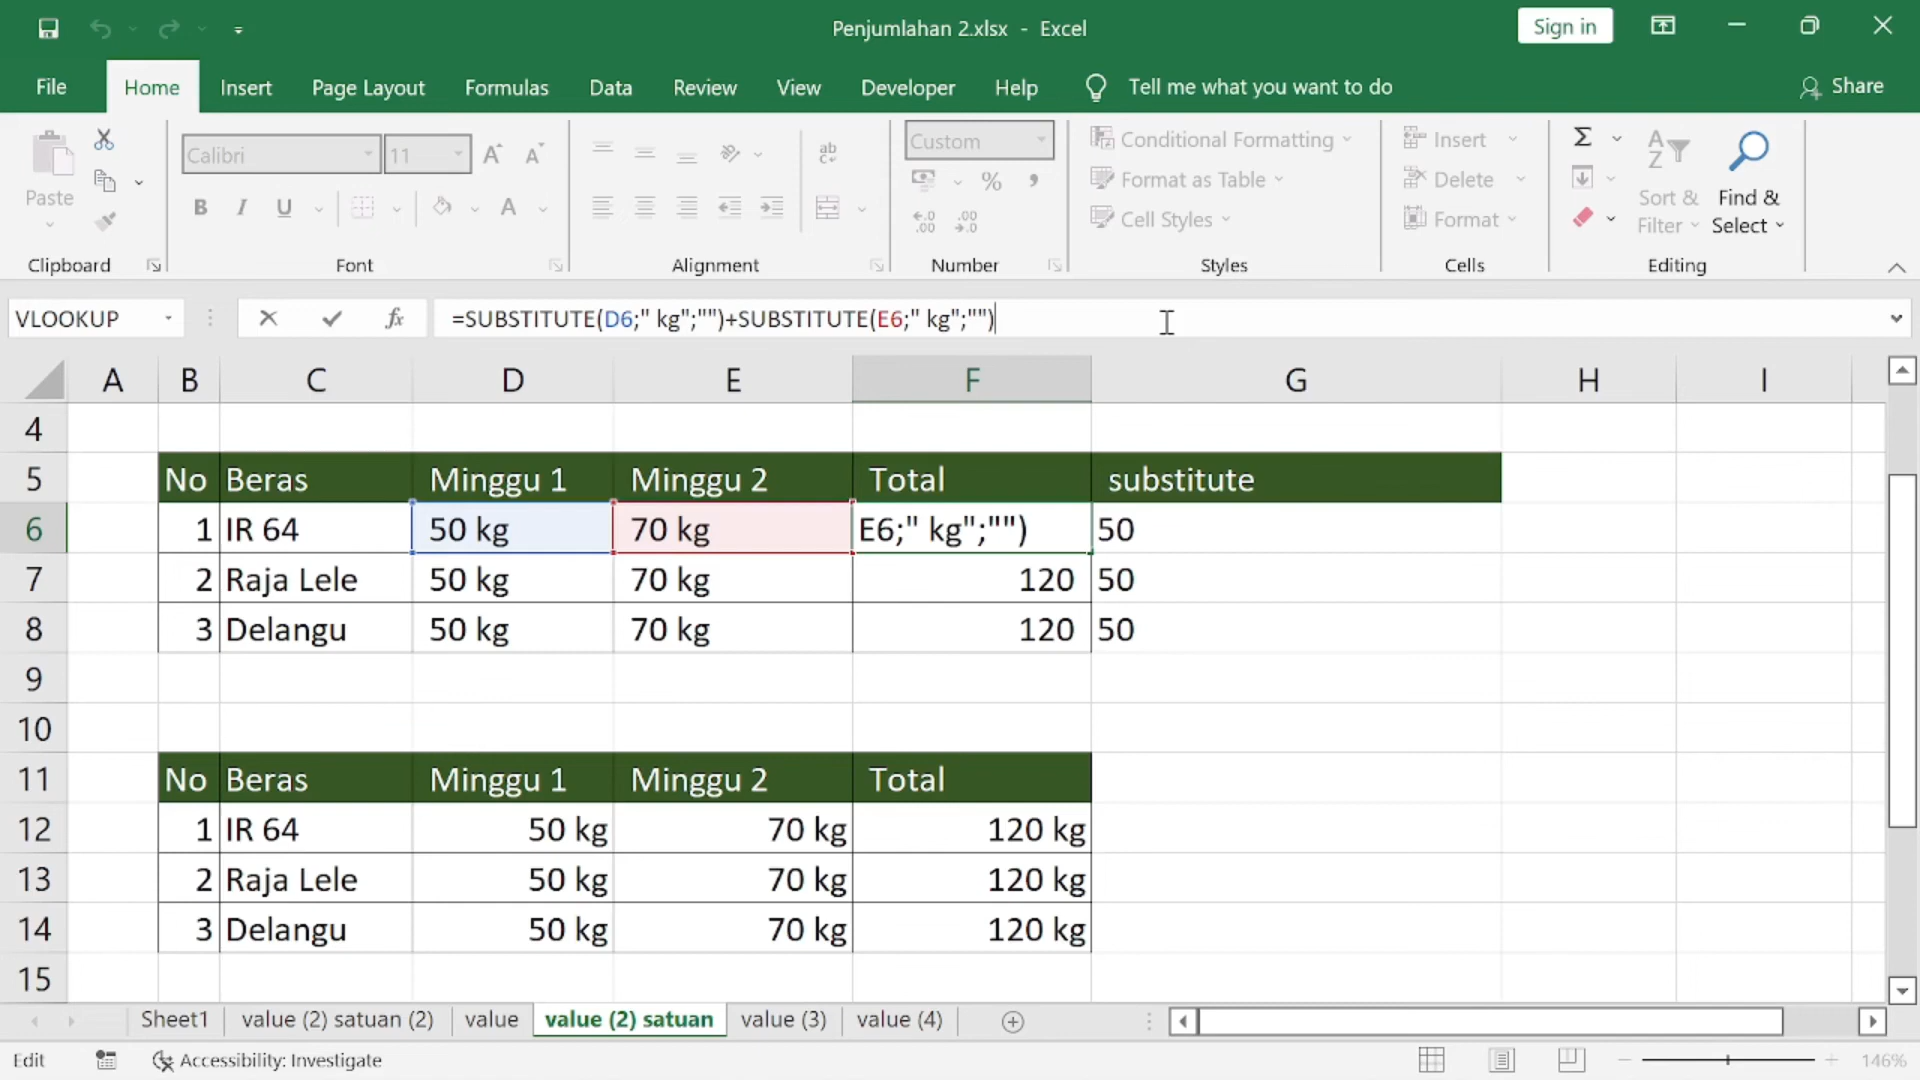 Penjumlahan 2.xlsx - Excel
Sign in
File Home Insert Page Layout Formulas Data Review View Developer Help Tell me what you want to do Share
Paste
Clipboard
Calibri 11
B I U
Font
ab
Alignment
Custom
%
Number
Conditional Formatting
Format as Table
Cell Styles
Styles
Insert
Delete
Format
Cells
Sort & Filter
Find & Select
Editing
VLOOKUP
fx
=SUBSTITUTE(D6;" kg";"")+SUBSTITUTE(E6;" kg";"")
A B C D E F G H I
4
5 No Beras Minggu 1 Minggu 2 Total substitute
6 1 IR 64 50 kg 70 kg E6;" kg";"") 50
7 2 Raja Lele 50 kg 70 kg 120 50
8 3 Delangu 50 kg 70 kg 120 50
9
10
11 No Beras Minggu 1 Minggu 2 Total
12 1 IR 64 50 kg 70 kg 120 kg
13 2 Raja Lele 50 kg 70 kg 120 kg
14 3 Delangu 50 kg 70 kg 120 kg
15
Sheet1 value (2) satuan (2) value value (2) satuan value (3) value (4)
Edit Accessibility: Investigate 146%